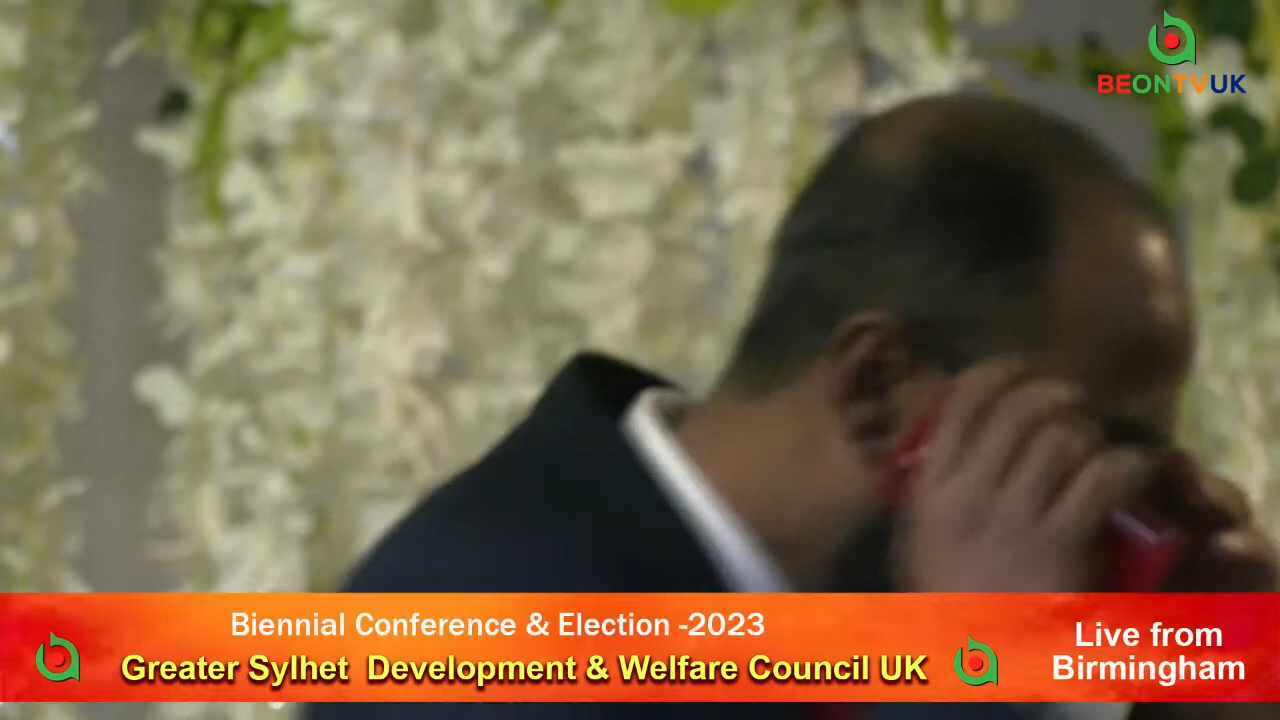 BEONTVUK
Biennial Conference & Election -2023
Greater Sylhet Development & Welfare Council UK
Live from
Birmingham